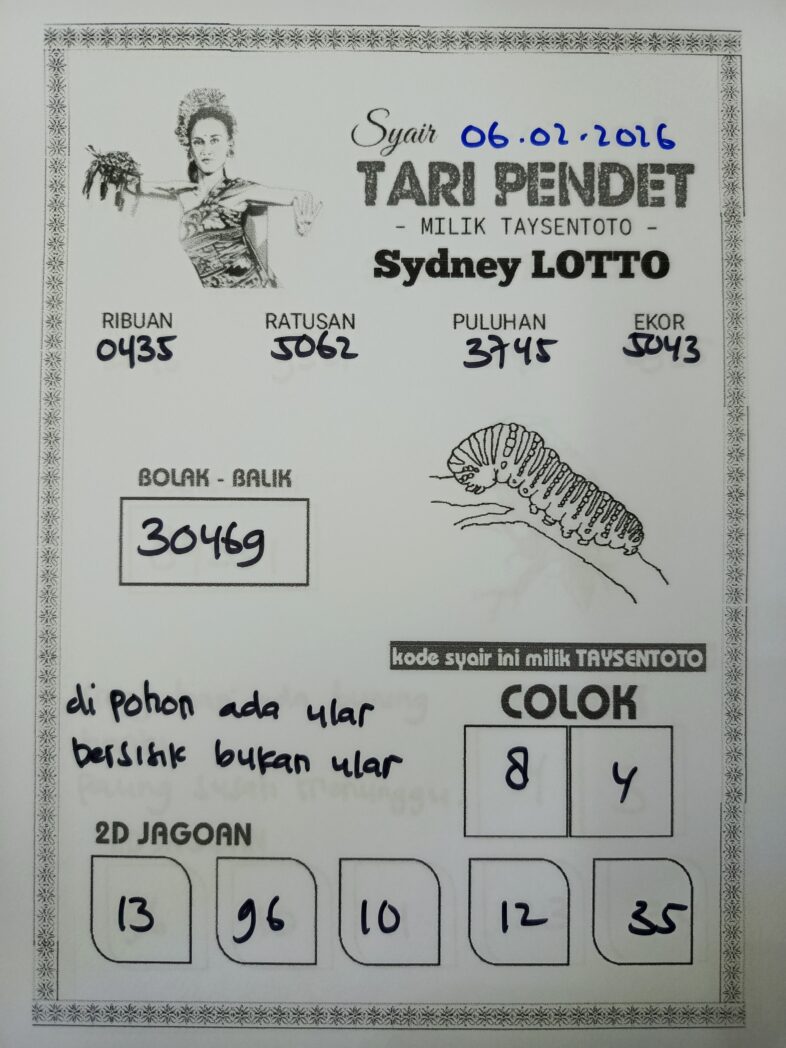 Syair 06.02.2026
TARI PENDET
- MILIK TAYSENTOTO -
Sydney LOTTO
RIBUAN RATUSAN PULUHAN EKOR
0435 5062 3745 5043
BOLAK - BALIK
30469
kode syair ini milik TAYSENTOTO
di pohon ada ular
bersisik bukan ular
COLOK
8 4
2D JAGOAN
13 96 10 12 35